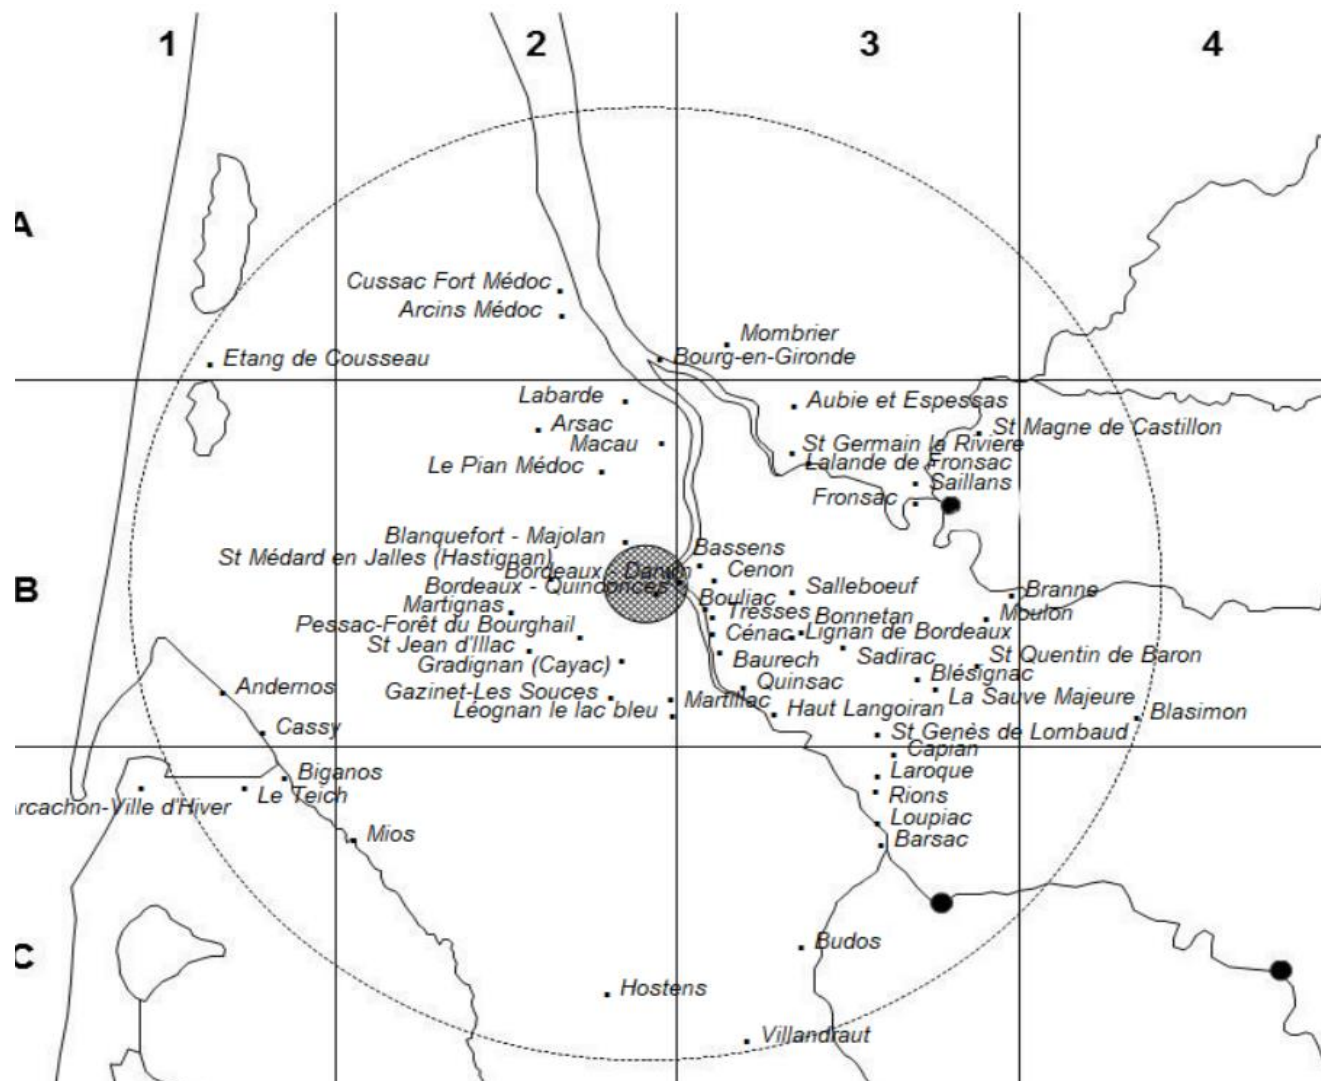 1 2 3 4
A
Cussac Fort Médoc
Arcins Médoc
Mombrier
Bourg-en-Gironde
Etang de Cousseau
Labarde
Aubie et Espessas
Arsac
St Magne de Castillon
Macau
St Germain la Riviere
Le Pian Médoc
Lalande de Fronsac
Saillans
Fronsac
Blanquefort - Majolan
Bassens
St Médard en Jalles (Hastignan)
Bordeaux - Danjin
Cenon
B
Bordeaux - Quinconces
Salleboeuf
Branne
Bouliac
Martignas
Tresses
Bonnetan
Moulon
Pessac-Forêt du Bourghail
Cénac
Lignan de Bordeaux
St Jean d'Illac
Gradignan (Cayac)
Baurech
Sadirac
St Quentin de Baron
Blésignac
Andernos
Quinsac
Gazinet-Les Souces
Martillac
La Sauve Majeure
Léognan le lac bleu
Haut Langoiran
Blasimon
Cassy
St Genès de Lombaud
Capian
Biganos
Laroque
Le Teich
Rions
rcachon-Ville d'Hiver
Loupiac
Mios
Barsac
C
Budos
Hostens
Villandraut